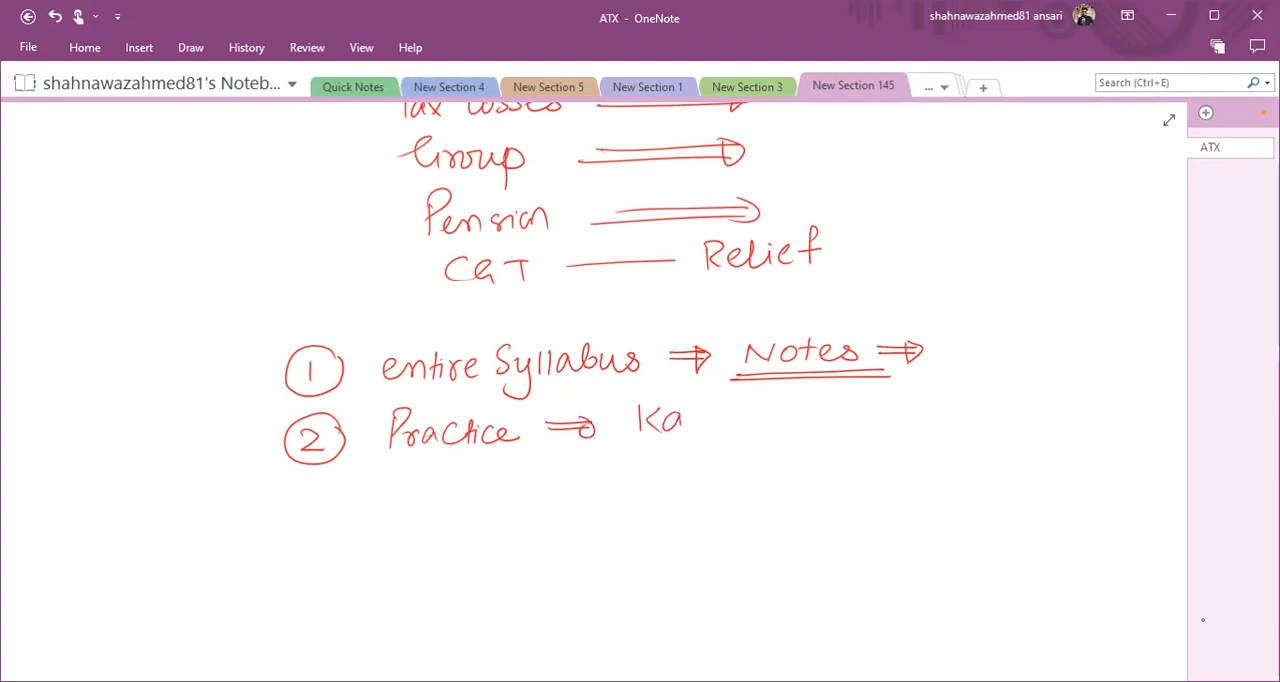 ATX - OneNote
shahnawazahmed81 ansari
File Home Insert Draw History Review View Help
shahnawazahmed81's Noteb...
Quick Notes New Section 4 New Section 5 New Section 1 New Section 3 New Section 145 ...
Search (Ctrl+E)
ATX
Tax losses ⇒
Group ⇒
Pension ⇒
CGT — Relief
① entire Syllabus ⇒ Notes ⇒
② Practice ⇒ Ka